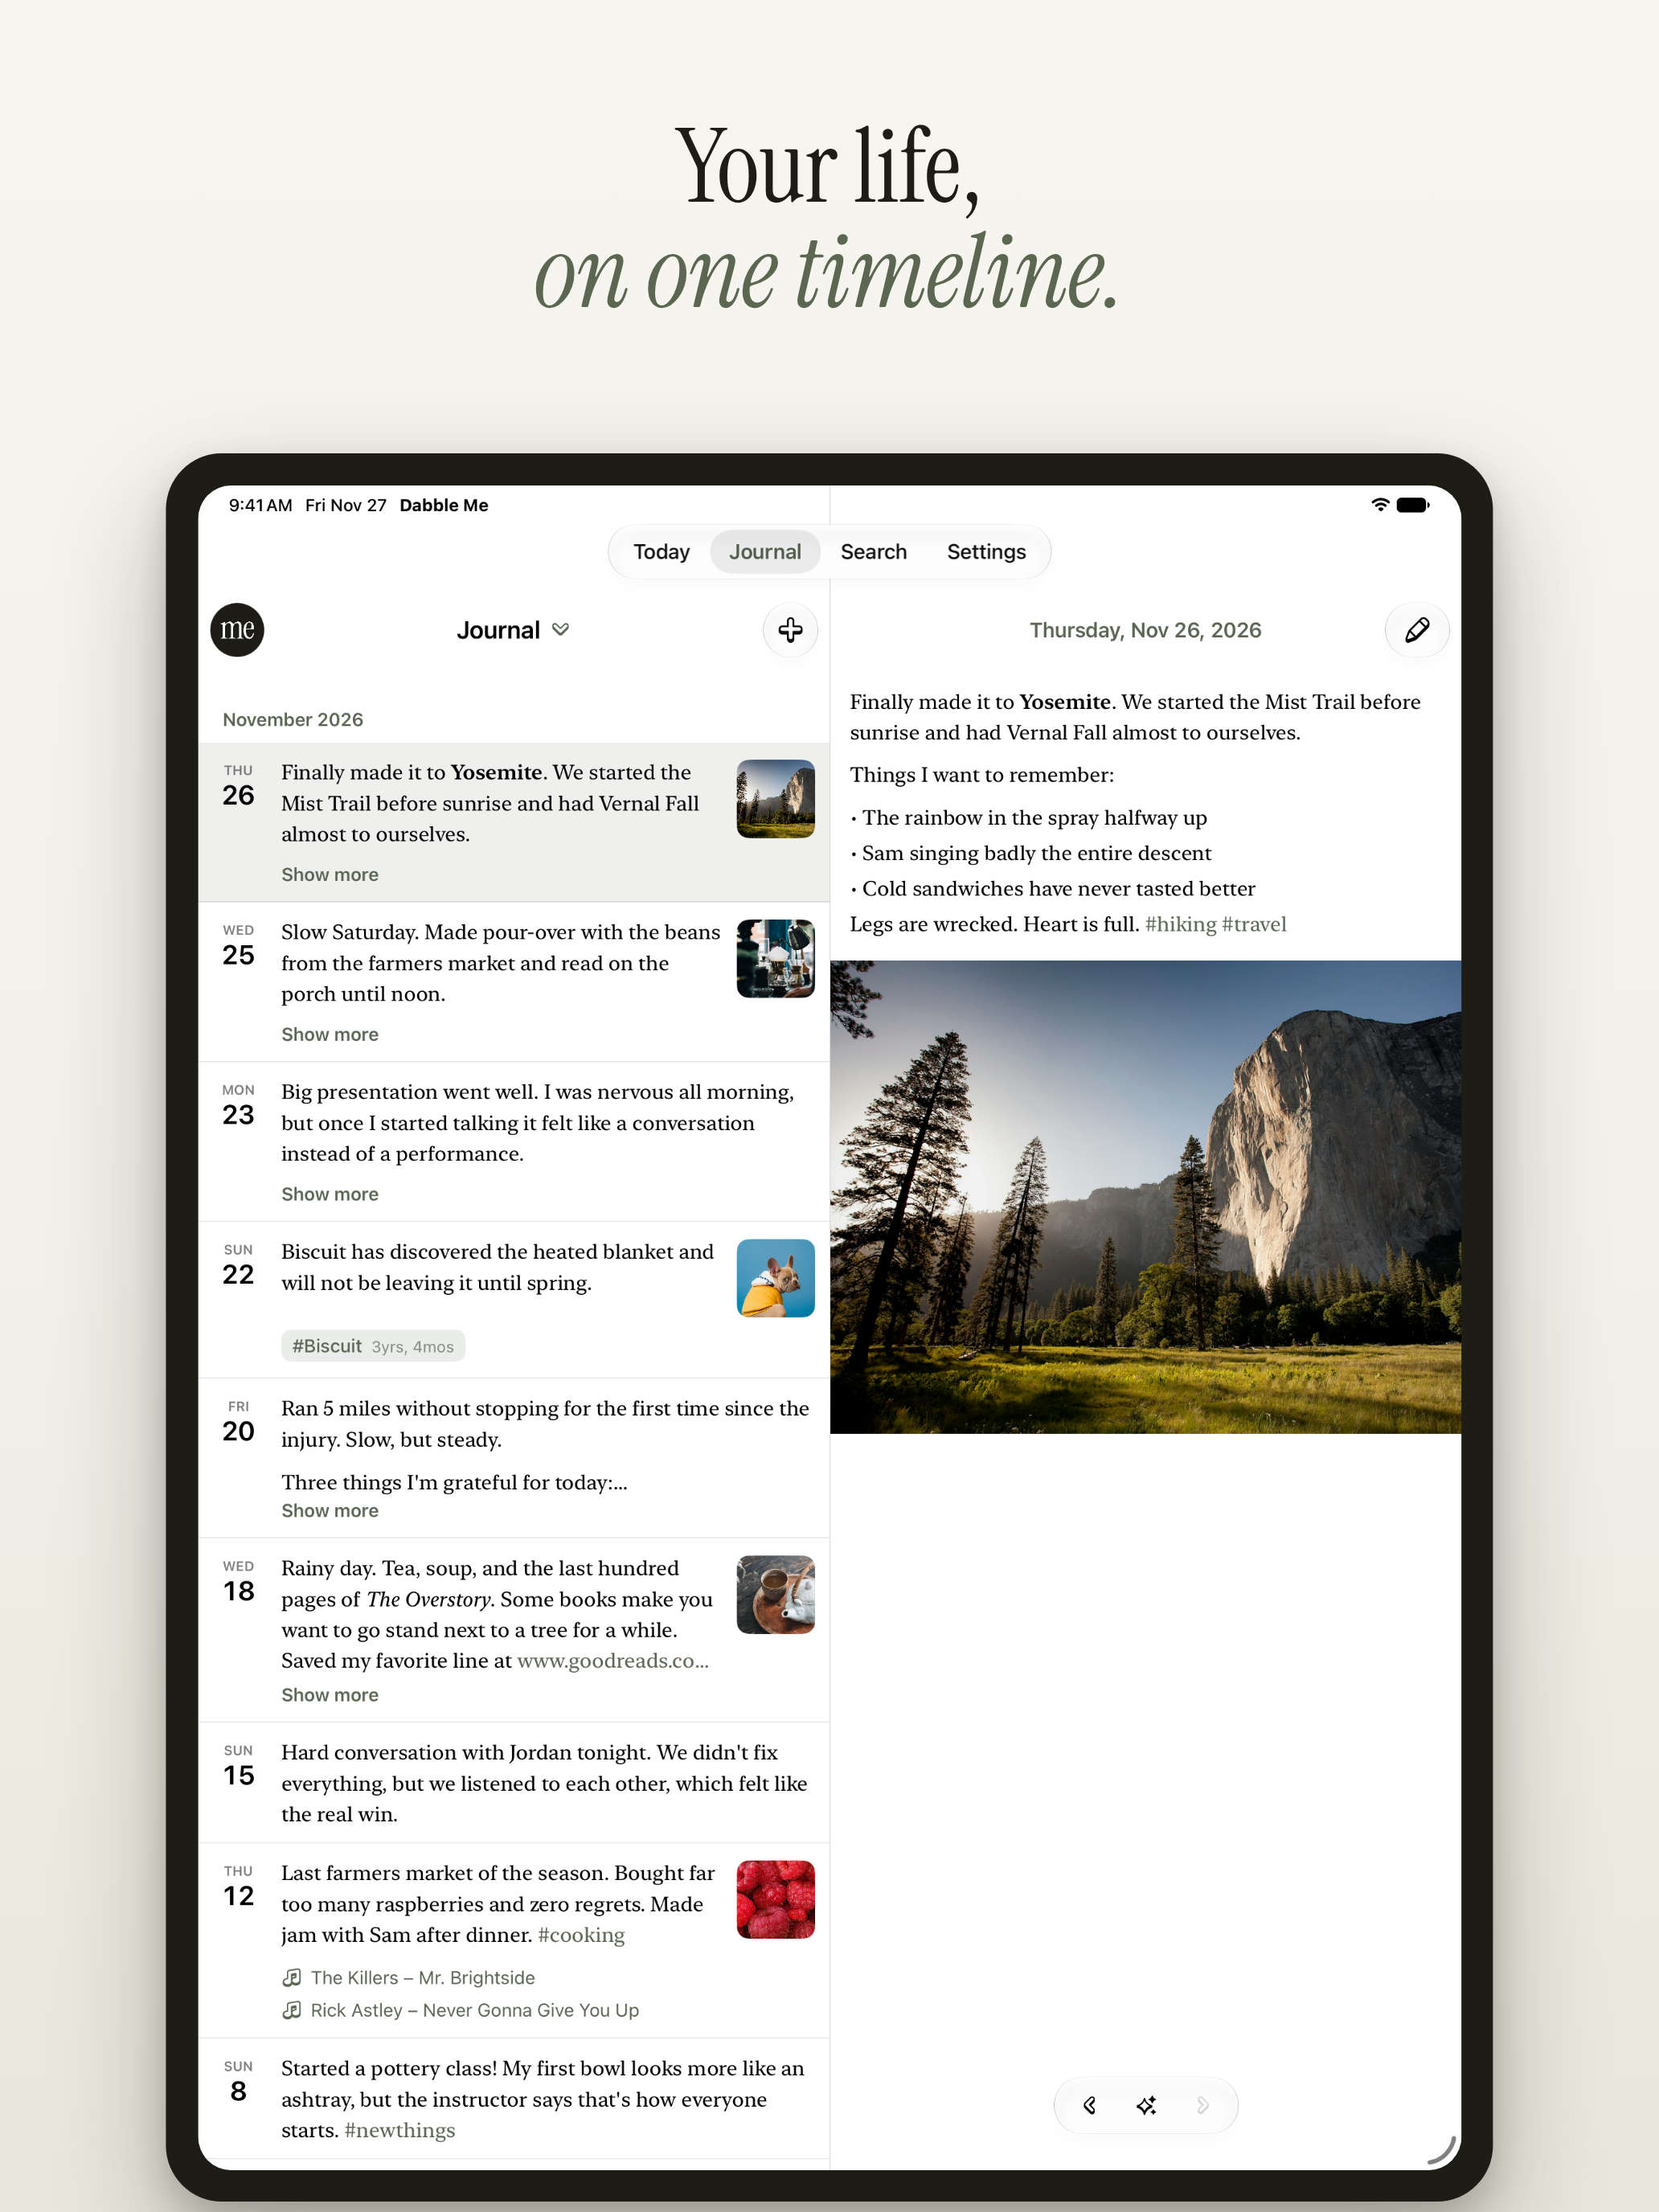 Your life,
on one timeline.
9:41 AM Fri Nov 27 Dabble Me
Today Journal Search Settings
me
Journal
November 2026
THU
26
Finally made it to Yosemite. We started the
Mist Trail before sunrise and had Vernal Fall
almost to ourselves.
Show more
WED
25
Slow Saturday. Made pour-over with the beans
from the farmers market and read on the
porch until noon.
Show more
MON
23
Big presentation went well. I was nervous all morning,
but once I started talking it felt like a conversation
instead of a performance.
Show more
SUN
22
Biscuit has discovered the heated blanket and
will not be leaving it until spring.
#Biscuit 3yrs, 4mos
FRI
20
Ran 5 miles without stopping for the first time since the
injury. Slow, but steady.
Three things I'm grateful for today:...
Show more
WED
18
Rainy day. Tea, soup, and the last hundred
pages of The Overstory. Some books make you
want to go stand next to a tree for a while.
Saved my favorite line at www.goodreads.co...
Show more
SUN
15
Hard conversation with Jordan tonight. We didn't fix
everything, but we listened to each other, which felt like
the real win.
THU
12
Last farmers market of the season. Bought far
too many raspberries and zero regrets. Made
jam with Sam after dinner. #cooking
The Killers – Mr. Brightside
Rick Astley – Never Gonna Give You Up
SUN
8
Started a pottery class! My first bowl looks more like an
ashtray, but the instructor says that's how everyone
starts. #newthings
Thursday, Nov 26, 2026
Finally made it to Yosemite. We started the Mist Trail before
sunrise and had Vernal Fall almost to ourselves.
Things I want to remember:
• The rainbow in the spray halfway up
• Sam singing badly the entire descent
• Cold sandwiches have never tasted better
Legs are wrecked. Heart is full. #hiking #travel